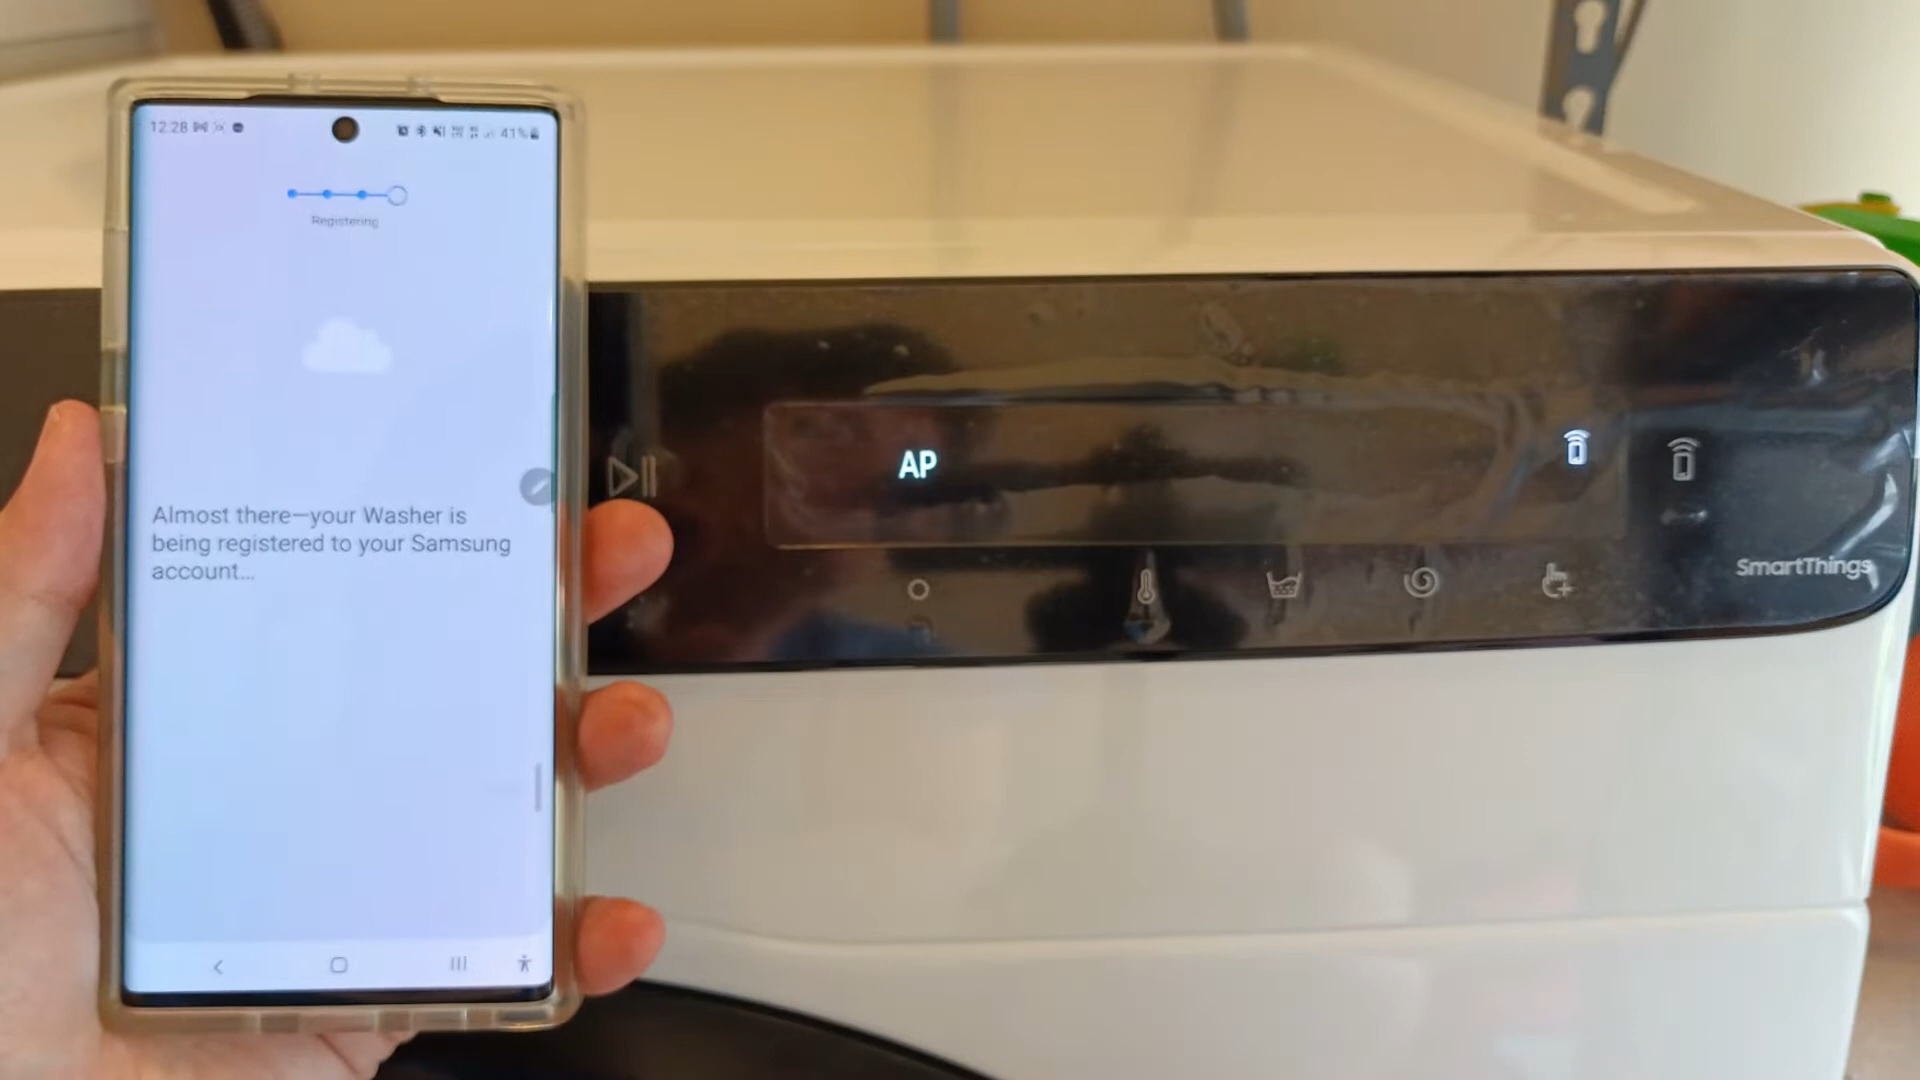 12:28
41%
Registering
Almost there—your Washer is
being registered to your Samsung
account...
AP
SmartThings